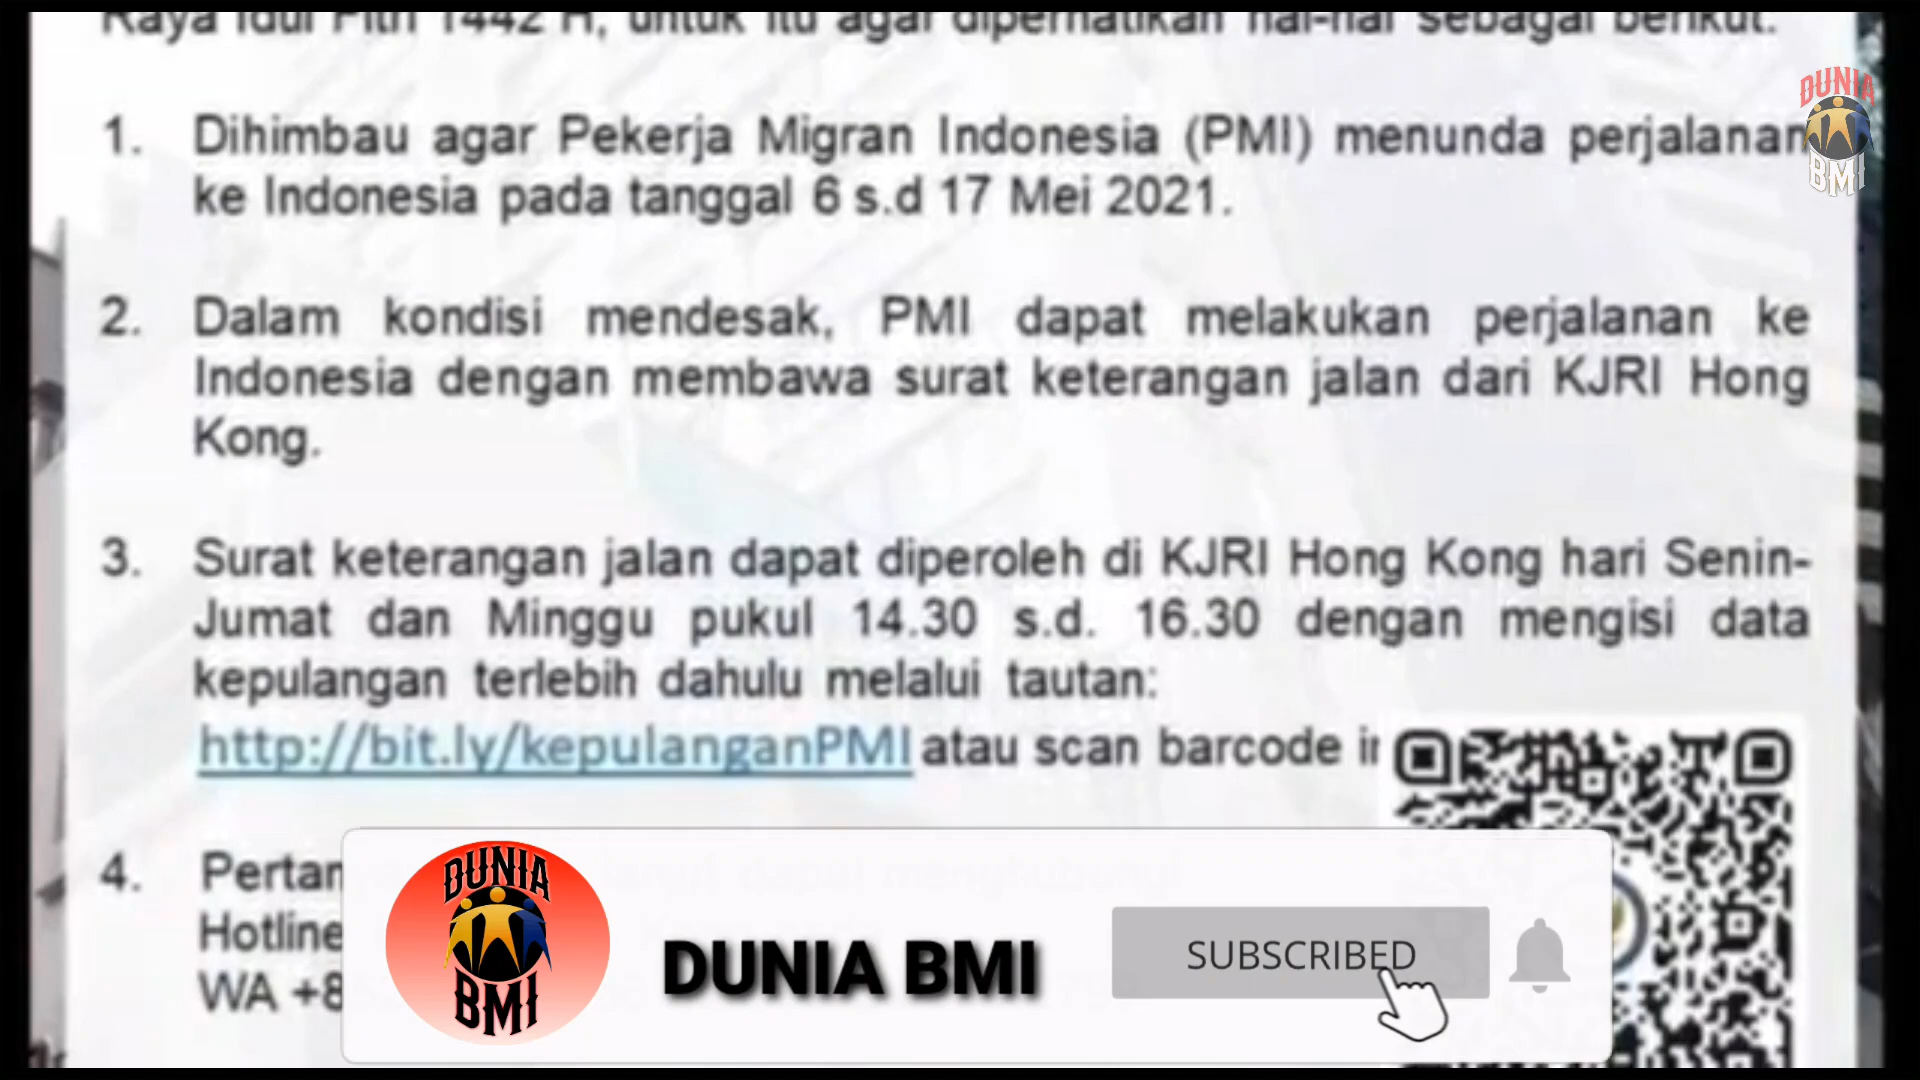 Raya Idul Fitri 1442 H, untuk itu agar diperhatikan hal-hal sebagai berikut:
DUNIA
BMI
1. Dihimbau agar Pekerja Migran Indonesia (PMI) menunda perjalanan
ke Indonesia pada tanggal 6 s.d 17 Mei 2021.
2. Dalam kondisi mendesak, PMI dapat melakukan perjalanan ke
Indonesia dengan membawa surat keterangan jalan dari KJRI Hong
Kong.
3. Surat keterangan jalan dapat diperoleh di KJRI Hong Kong hari Senin-
Jumat dan Minggu pukul 14.30 s.d. 16.30 dengan mengisi data
kepulangan terlebih dahulu melalui tautan:
http://bit.ly/kepulanganPMI atau scan barcode
4. dapat menghubungi
Hotline
WA +8
DUNIA
BMI
DUNIA BMI
SUBSCRIBED